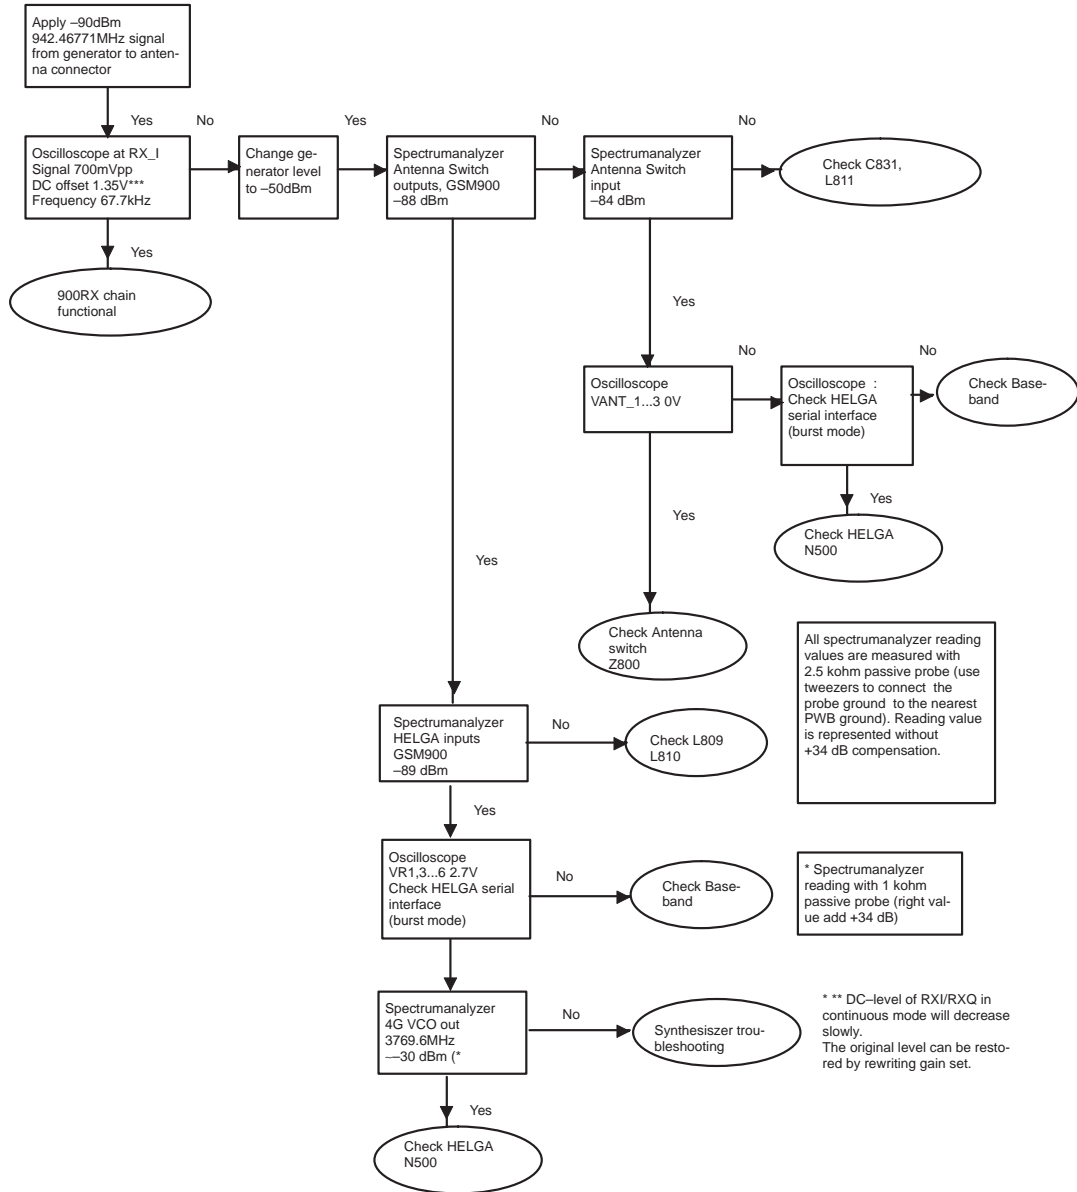 Apply –90dBm
942.46771MHz signal
from generator to anten-
na connector
Yes
No
Yes
No
No
Oscilloscope at RX_I
Signal 700mVpp
DC offset 1.35V***
Frequency 67.7kHz
Change ge-
nerator level
to –50dBm
Spectrumanalyzer
Antenna Switch
outputs, GSM900
–88 dBm
Spectrumanalyzer
Antenna Switch
input
–84 dBm
Check C831,
L811
Yes
900RX chain
functional
Yes
No
No
Oscilloscope
VANT_1...3 0V
Oscilloscope :
Check HELGA
serial interface
(burst mode)
Check Base-
band
Yes
Yes
Check HELGA
N500
Yes
Check Antenna
switch
Z800
All spectrumanalyzer reading
values are measured with
2.5 kohm passive probe (use
tweezers to connect the
probe ground to the nearest
PWB ground). Reading value
is represented without
+34 dB compensation.
Spectrumanalyzer
HELGA inputs
GSM900
–89 dBm
No
Check L809
L810
Yes
Oscilloscope
VR1,3...6 2.7V
Check HELGA serial
interface
(burst mode)
No
Check Base-
band
* Spectrumanalyzer
reading with 1 kohm
passive probe (right val-
ue add +34 dB)
Spectrumanalyzer
4G VCO out
3769.6MHz
––30 dBm (*
No
Synthesiszer trou-
bleshooting
* ** DC–level of RXI/RXQ in
continuous mode will decrease
slowly.
The original level can be resto-
red by rewriting gain set.
Yes
Check HELGA
N500